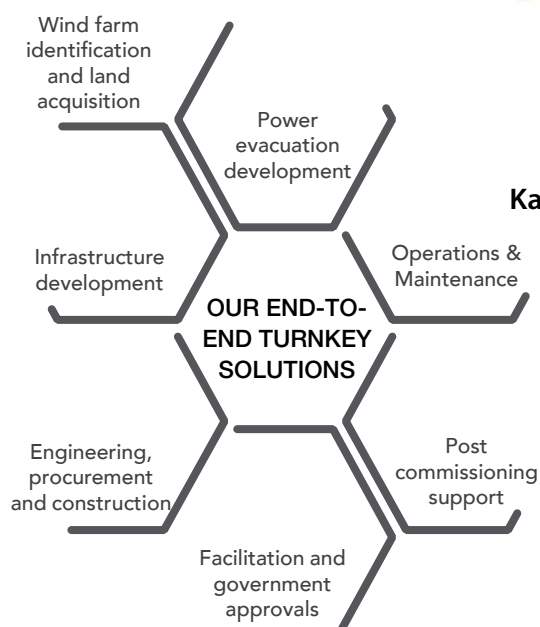 Wind farm
identification
and land
acquisition
Power
evacuation
development
Ka
Infrastructure
development
Operations &
Maintenance
OUR END-TO-
END TURNKEY
SOLUTIONS
Engineering,
procurement
and construction
Post
commissioning
support
Facilitation and
government
approvals